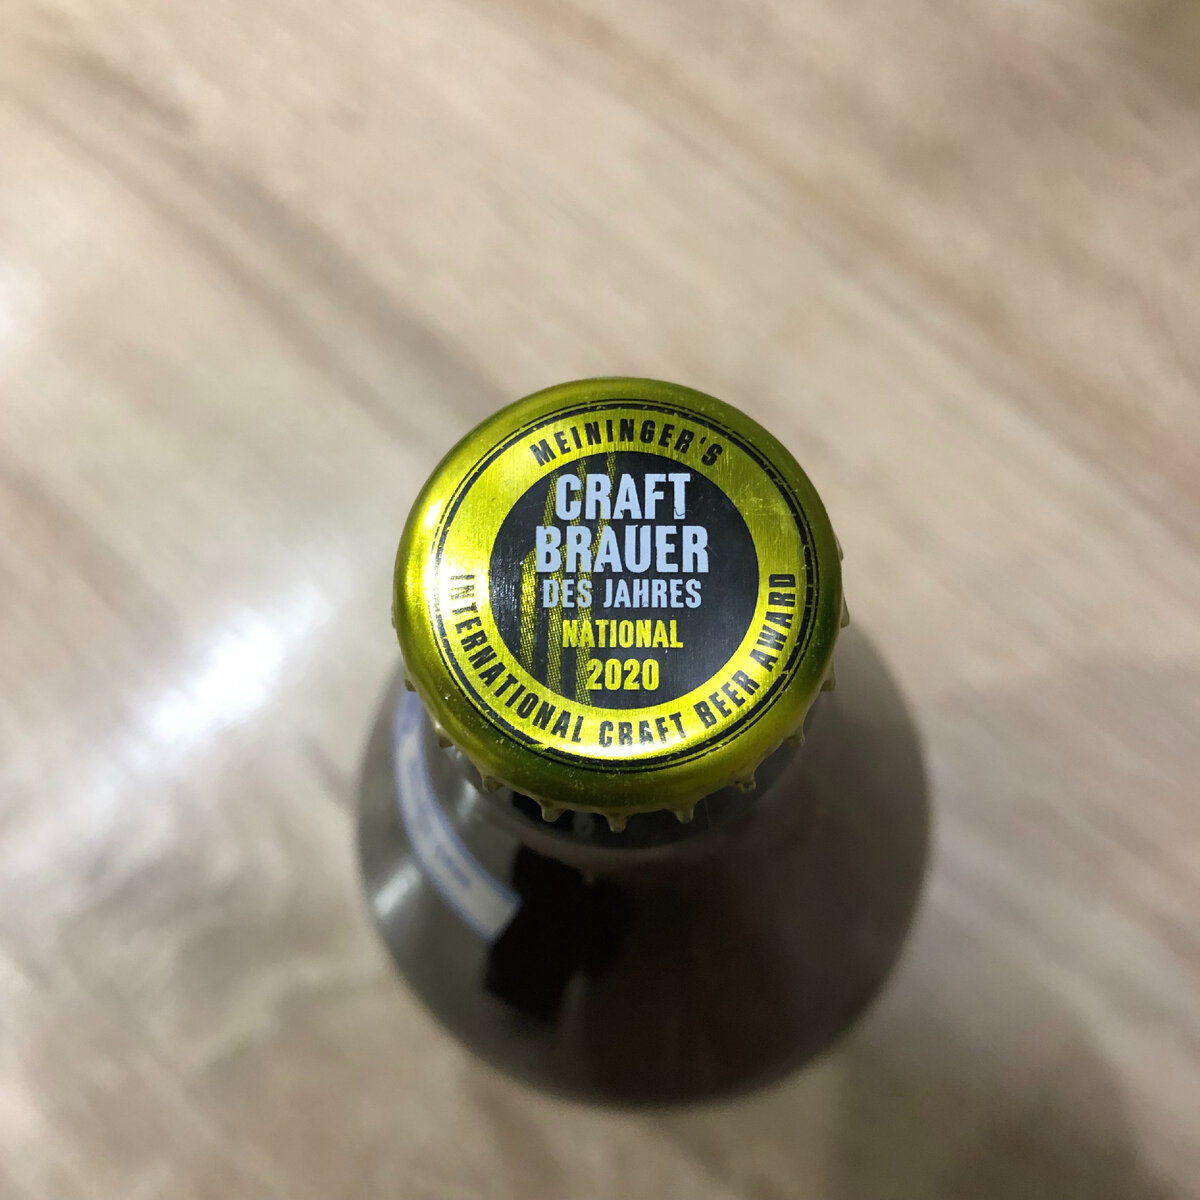 MEININGER'S
CRAFT
BRAUER
DES JAHRES
NATIONAL
2020
INTERNATIONAL CRAFT BEER AWARD